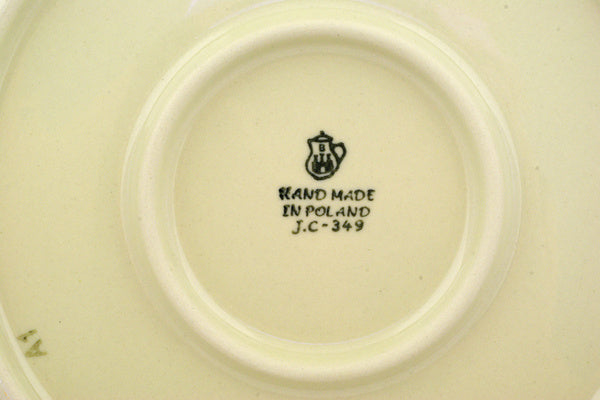 B
HAND MADE
IN POLAND
J.C-349